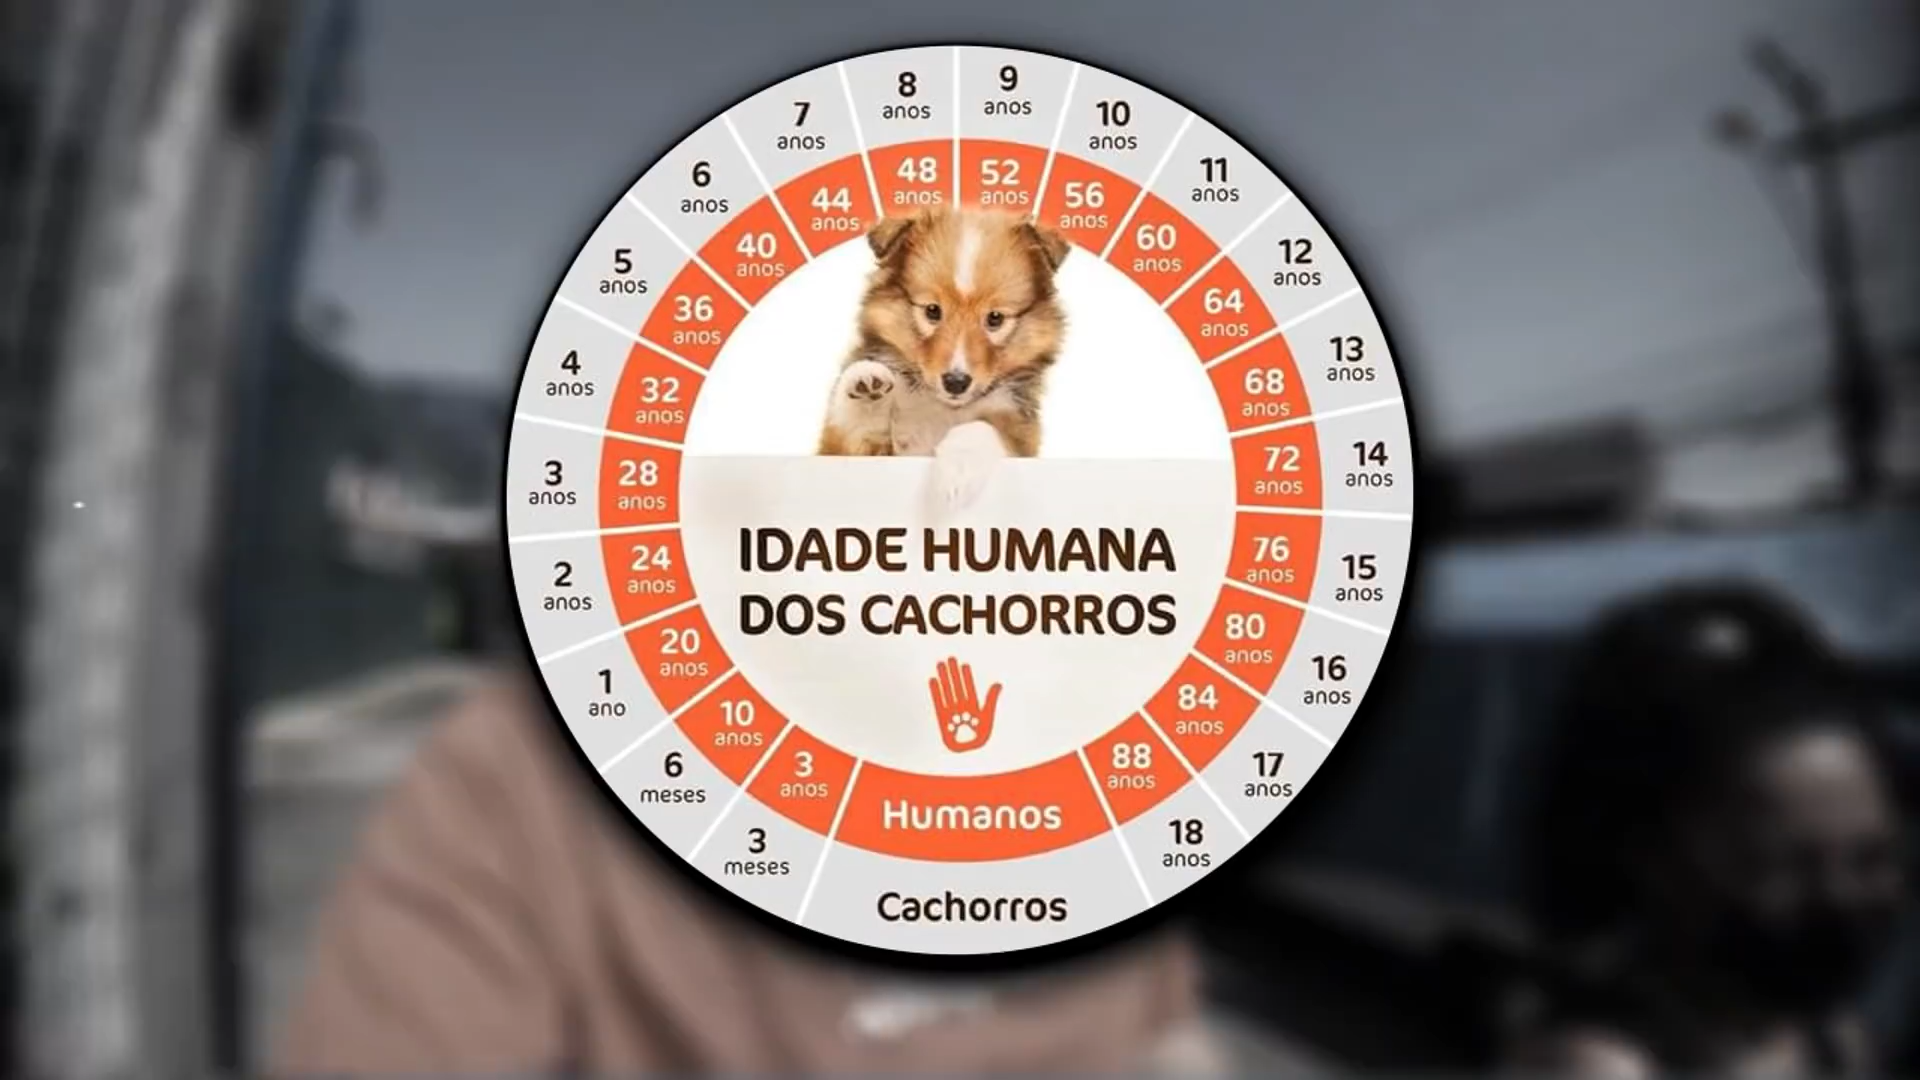 8
anos
9
anos
10
anos
11
anos
12
anos
13
anos
14
anos
15
anos
16
anos
17
anos
18
anos
Cachorros
3
meses
6
meses
1
ano
2
anos
3
anos
4
anos
5
anos
6
anos
7
anos
48
anos
52
anos
56
anos
60
anos
64
anos
68
anos
72
anos
76
anos
80
anos
84
anos
88
anos
Humanos
3
anos
10
anos
20
anos
24
anos
28
anos
32
anos
36
anos
40
anos
44
anos
IDADE HUMANA
DOS CACHORROS